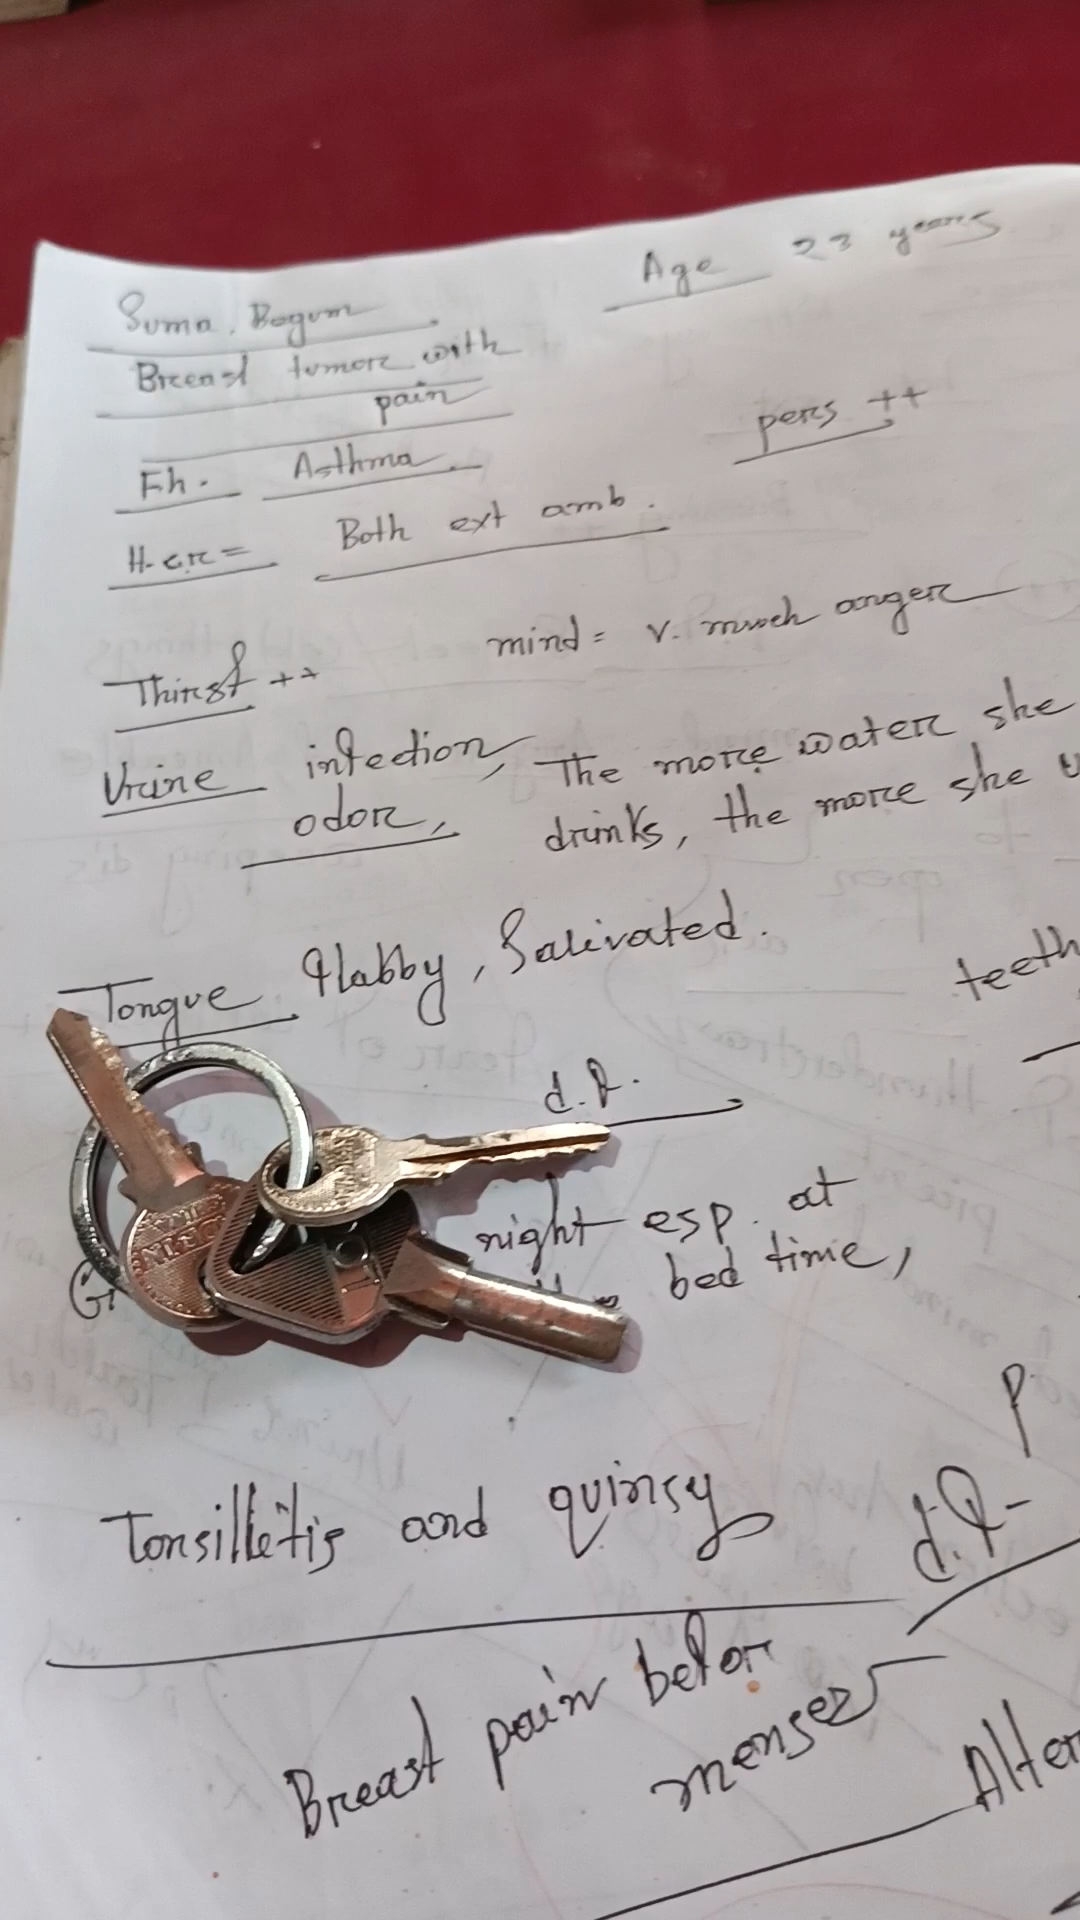 Suma. Begum
Age 23 years
Breast tumore with
pain
pers ++
Fh. Asthma
H. cr = Both ext amb.
mind = v. much anger
Thirst ++
Urine infection, The more water she
odor, drinks, the more she
Tongue flabby, Salivated.
teeth
d.f.
night esp. at
bed time,
Tonsilletis and quinsy
Breast pain befor
menses
Alter